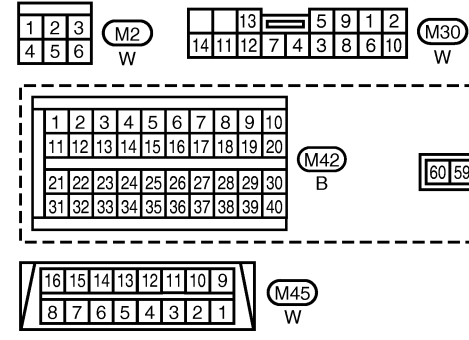 1 2 3
4 5 6
M2
W
13 5 9 1 2
14 11 12 7 4 3 8 6 10
M30
W
1 2 3 4 5 6 7 8 9 10
11 12 13 14 15 16 17 18 19 20
21 22 23 24 25 26 27 28 29 30
31 32 33 34 35 36 37 38 39 40
M42
B
60 59
16 15 14 13 12 11 10 9
8 7 6 5 4 3 2 1
M45
W